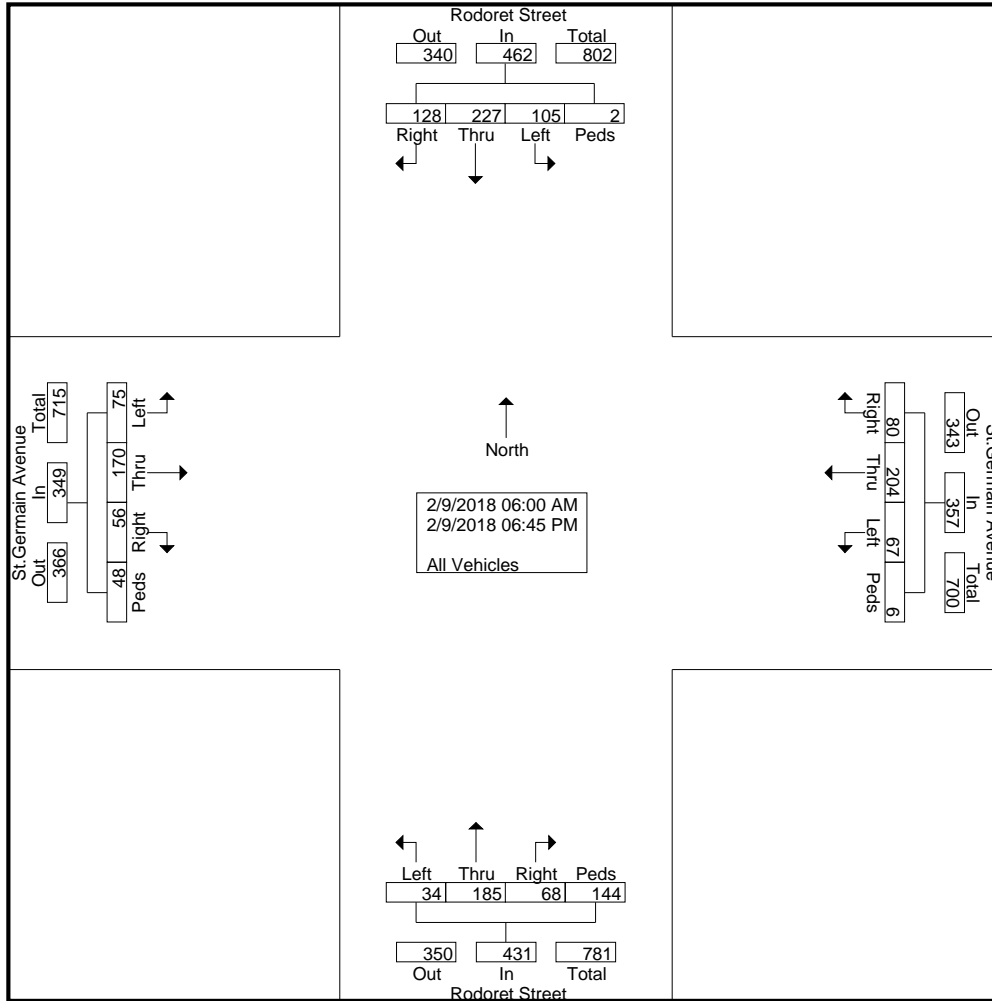 Rodoret Street
Out In Total
340 462 802
128 227 105 2
Right Thru Left Peds
St.Germain Avenue
Total In Out
715 349 366
75 170 56 48
Left Thru Right Peds
North
2/9/2018 06:00 AM
2/9/2018 06:45 PM
All Vehicles
St.Germain Avenue
Out In Total
343 357 700
80 204 67 6
Right Thru Left Peds
Left Thru Right Peds
34 185 68 144
350 431 781
Out In Total
Rodoret Street